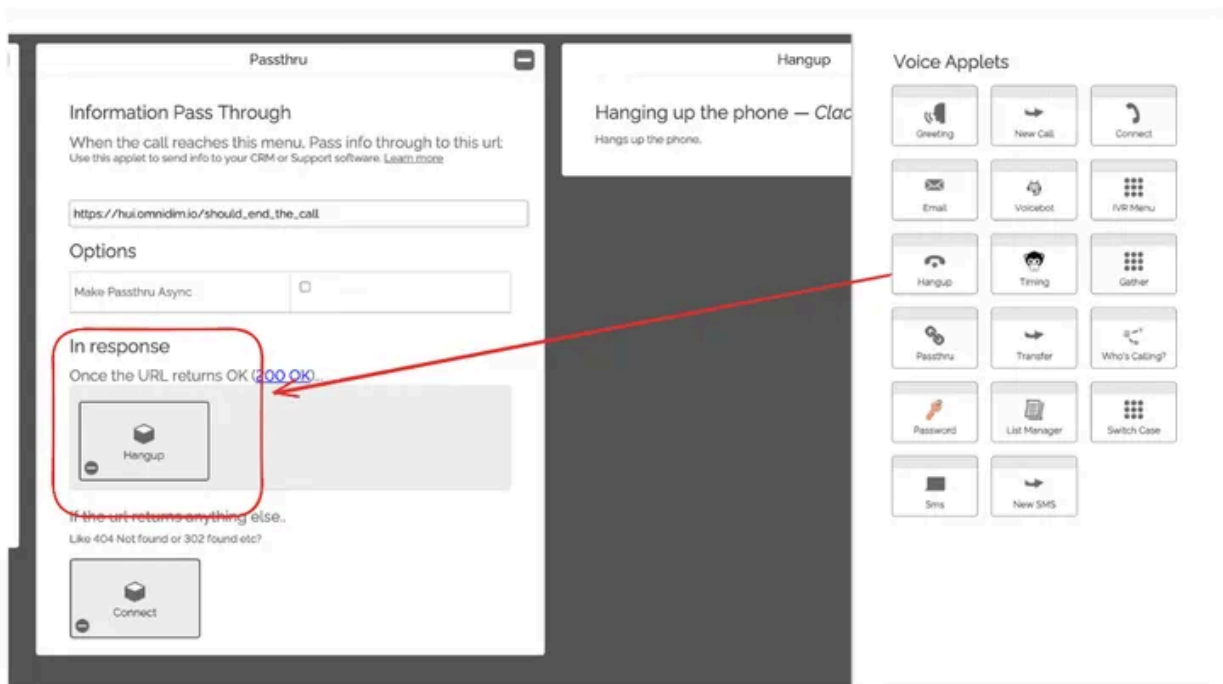 Passthru
Information Pass Through
When the call reaches this menu. Pass info through to this url:
Use this applet to send info to your CRM or Support software. Learn more
https://hui.omnidim.io/should_end_the_call
Options
Make Passthru Async
In response
Once the URL returns OK (200 OK)...
Hangup
If the url returns anything else..
Like 404 Not found or 302 found etc?
Connect
Hangup
Hanging up the phone — Clac
Hangs up the phone.
Voice Applets
Greeting
New Call
Connect
Email
Voicebot
IVR Menu
Hangup
Timing
Gather
Passthru
Transfer
Who's Calling?
Password
List Manager
Switch Case
Sms
New SMS